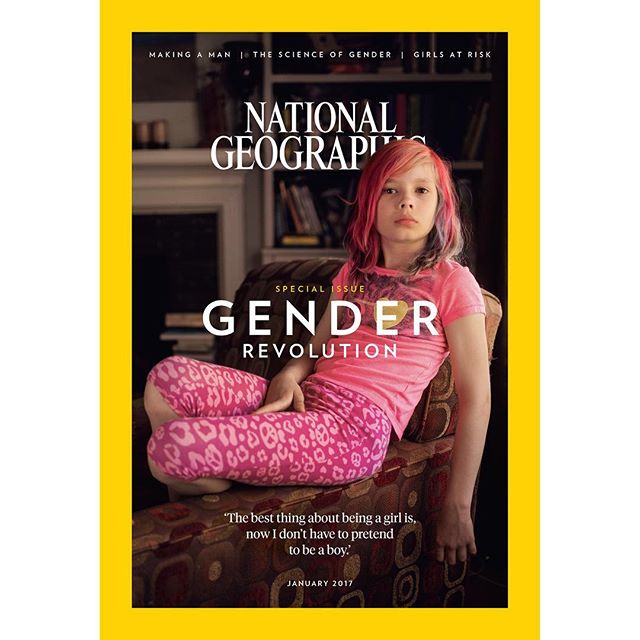 MAKING A MAN | THE SCIENCE OF GENDER | GIRLS AT RISK
NATIONAL
GEOGRAPHIC
SPECIAL ISSUE
GENDER
REVOLUTION
‘The best thing about being a girl is,
now I don’t have to pretend
to be a boy.’
JANUARY 2017